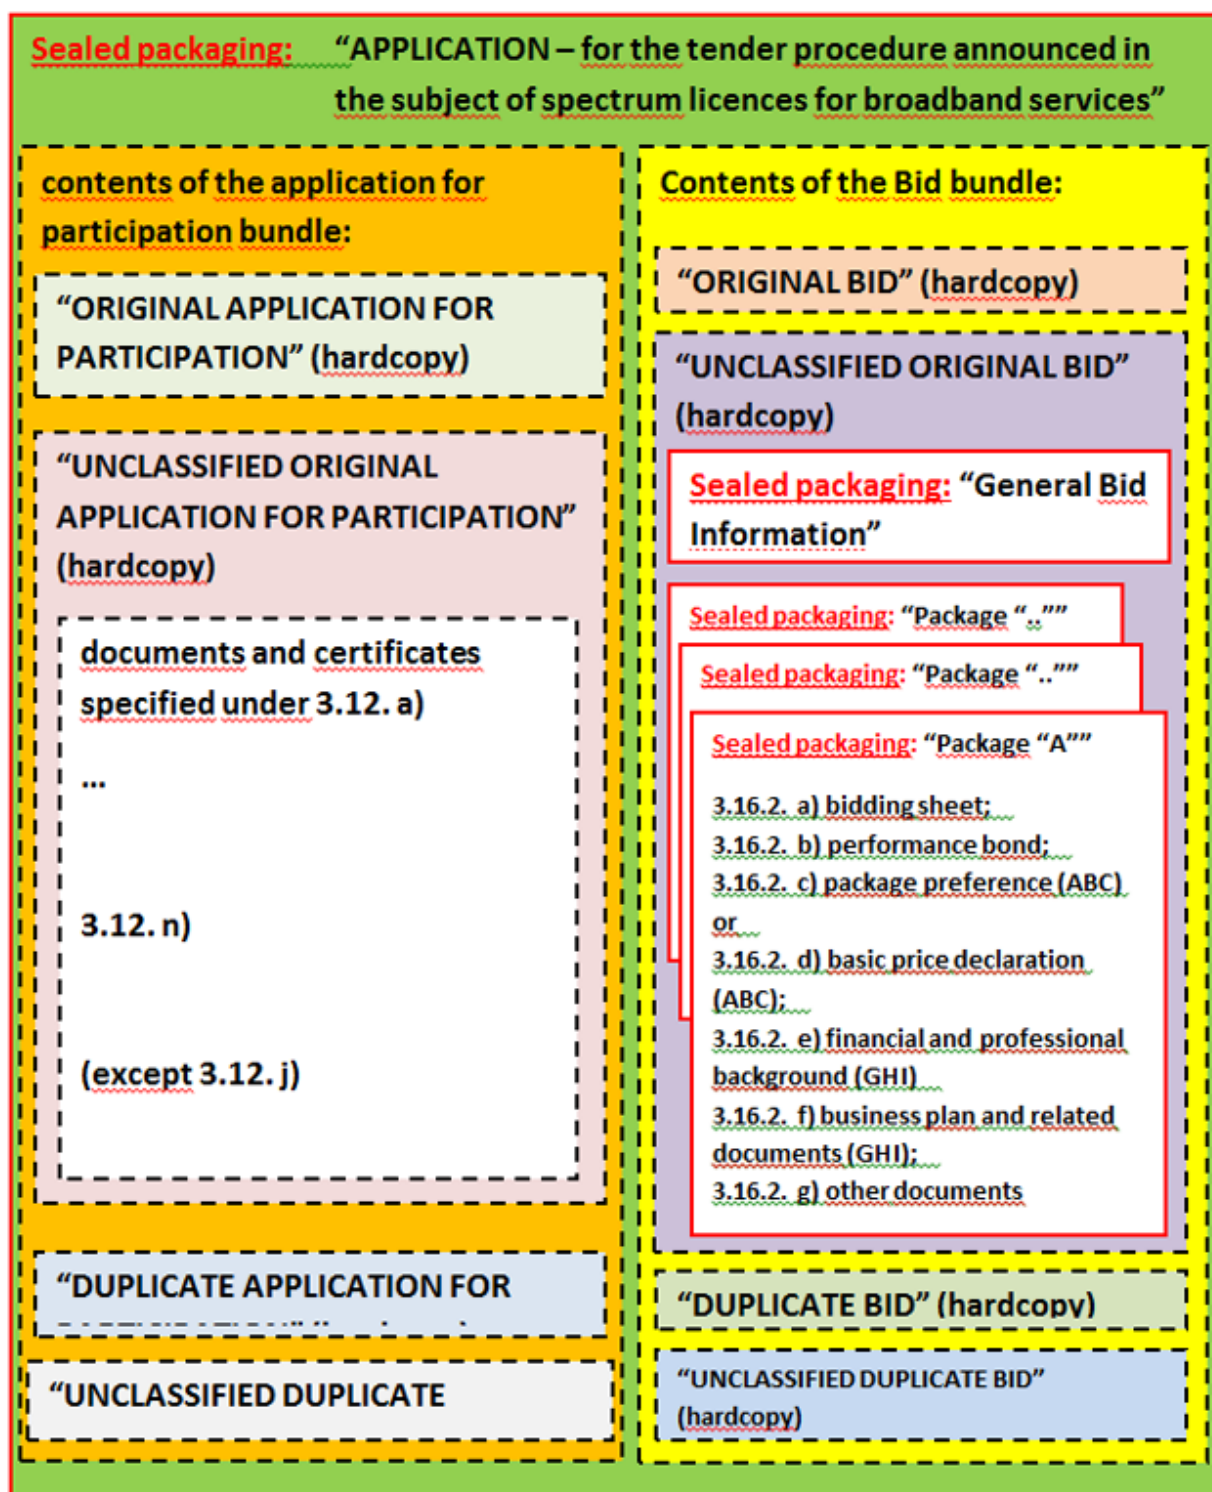 Sealed packaging: “APPLICATION – for the tender procedure announced in
the subject of spectrum licences for broadband services”
contents of the application for
participation bundle:
“ORIGINAL APPLICATION FOR
PARTICIPATION” (hardcopy)
“UNCLASSIFIED ORIGINAL
APPLICATION FOR PARTICIPATION”
(hardcopy)
documents and certificates
specified under 3.12. a)
...
3.12. n)
(except 3.12. j)
“DUPLICATE APPLICATION FOR
“UNCLASSIFIED DUPLICATE
Contents of the Bid bundle:
“ORIGINAL BID” (hardcopy)
“UNCLASSIFIED ORIGINAL BID”
(hardcopy)
Sealed packaging: “General Bid
Information”
Sealed packaging: “Package “..””
Sealed packaging: “Package “..””
Sealed packaging: “Package “A””
3.16.2. a) bidding sheet;
3.16.2. b) performance bond;
3.16.2. c) package preference (ABC)
or
3.16.2. d) basic price declaration
(ABC);
3.16.2. e) financial and professional
background (GHI)
3.16.2. f) business plan and related
documents (GHI);
3.16.2. g) other documents
“DUPLICATE BID” (hardcopy)
“UNCLASSIFIED DUPLICATE BID”
(hardcopy)